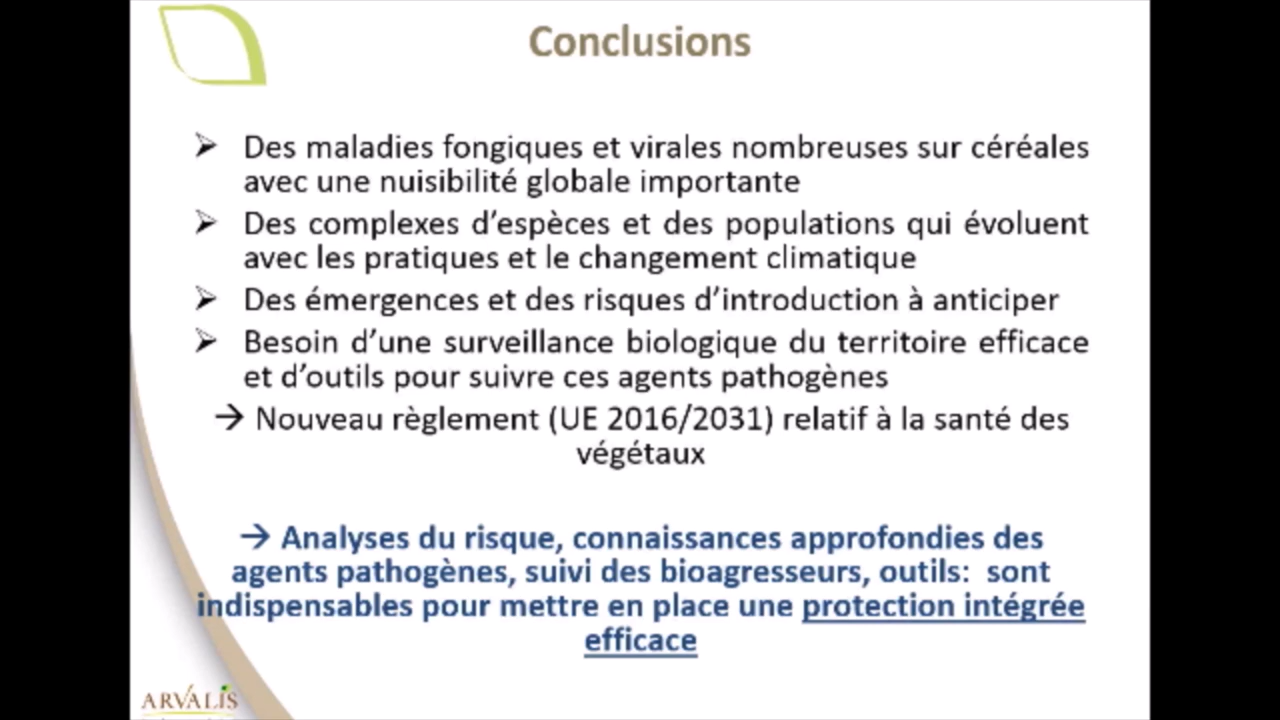 Conclusions
➢ Des maladies fongiques et virales nombreuses sur céréales
avec une nuisibilité globale importante
➢ Des complexes d'espèces et des populations qui évoluent
avec les pratiques et le changement climatique
➢ Des émergences et des risques d'introduction à anticiper
➢ Besoin d'une surveillance biologique du territoire efficace
et d'outils pour suivre ces agents pathogènes
→ Nouveau règlement (UE 2016/2031) relatif à la santé des
végétaux
→ Analyses du risque, connaissances approfondies des
agents pathogènes, suivi des bioagresseurs, outils: sont
indispensables pour mettre en place une protection intégrée
efficace
ARVALIS